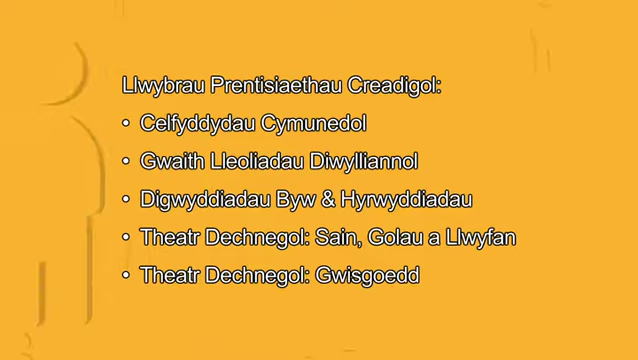 Llwybrau Prentisiaethau Creadigol:
• Celfyddydau Cymunedol
• Gwaith Lleoliadau Diwylliannol
• Digwyddiadau Byw & Hyrwyddiadau
• Theatr Dechnegol: Sain, Golau a Llwyfan
• Theatr Dechnegol: Gwisgoedd